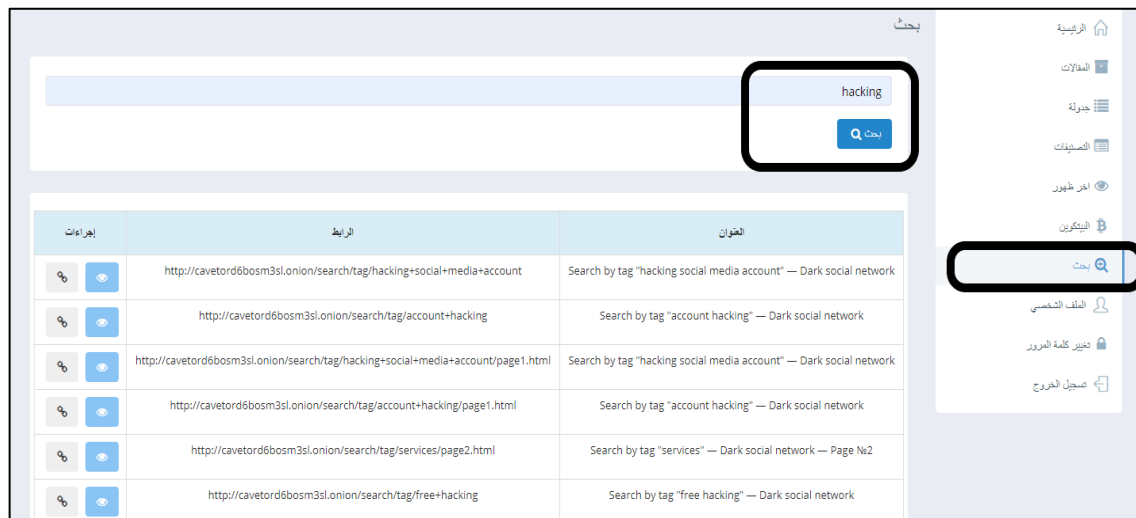 بحث
hacking
بحث
الرئيسية
المقالات
جدولة
التصنيفات
اخر ظهور
البيتكوين
بحث
الملف الشخصي
تغيير كلمة المرور
تسجيل الخروج
العنوان الرابط إجراءات
Search by tag "hacking social media account" — Dark social network http://cavetord6bosm3sl.onion/search/tag/hacking+social+media+account
Search by tag "account hacking" — Dark social network http://cavetord6bosm3sl.onion/search/tag/account+hacking
Search by tag "hacking social media account" — Dark social network http://cavetord6bosm3sl.onion/search/tag/hacking+social+media+account/page1.html
Search by tag "account hacking" — Dark social network http://cavetord6bosm3sl.onion/search/tag/account+hacking/page1.html
Search by tag "services" — Dark social network — Page №2 http://cavetord6bosm3sl.onion/search/tag/services/page2.html
Search by tag "free hacking" — Dark social network http://cavetord6bosm3sl.onion/search/tag/free+hacking